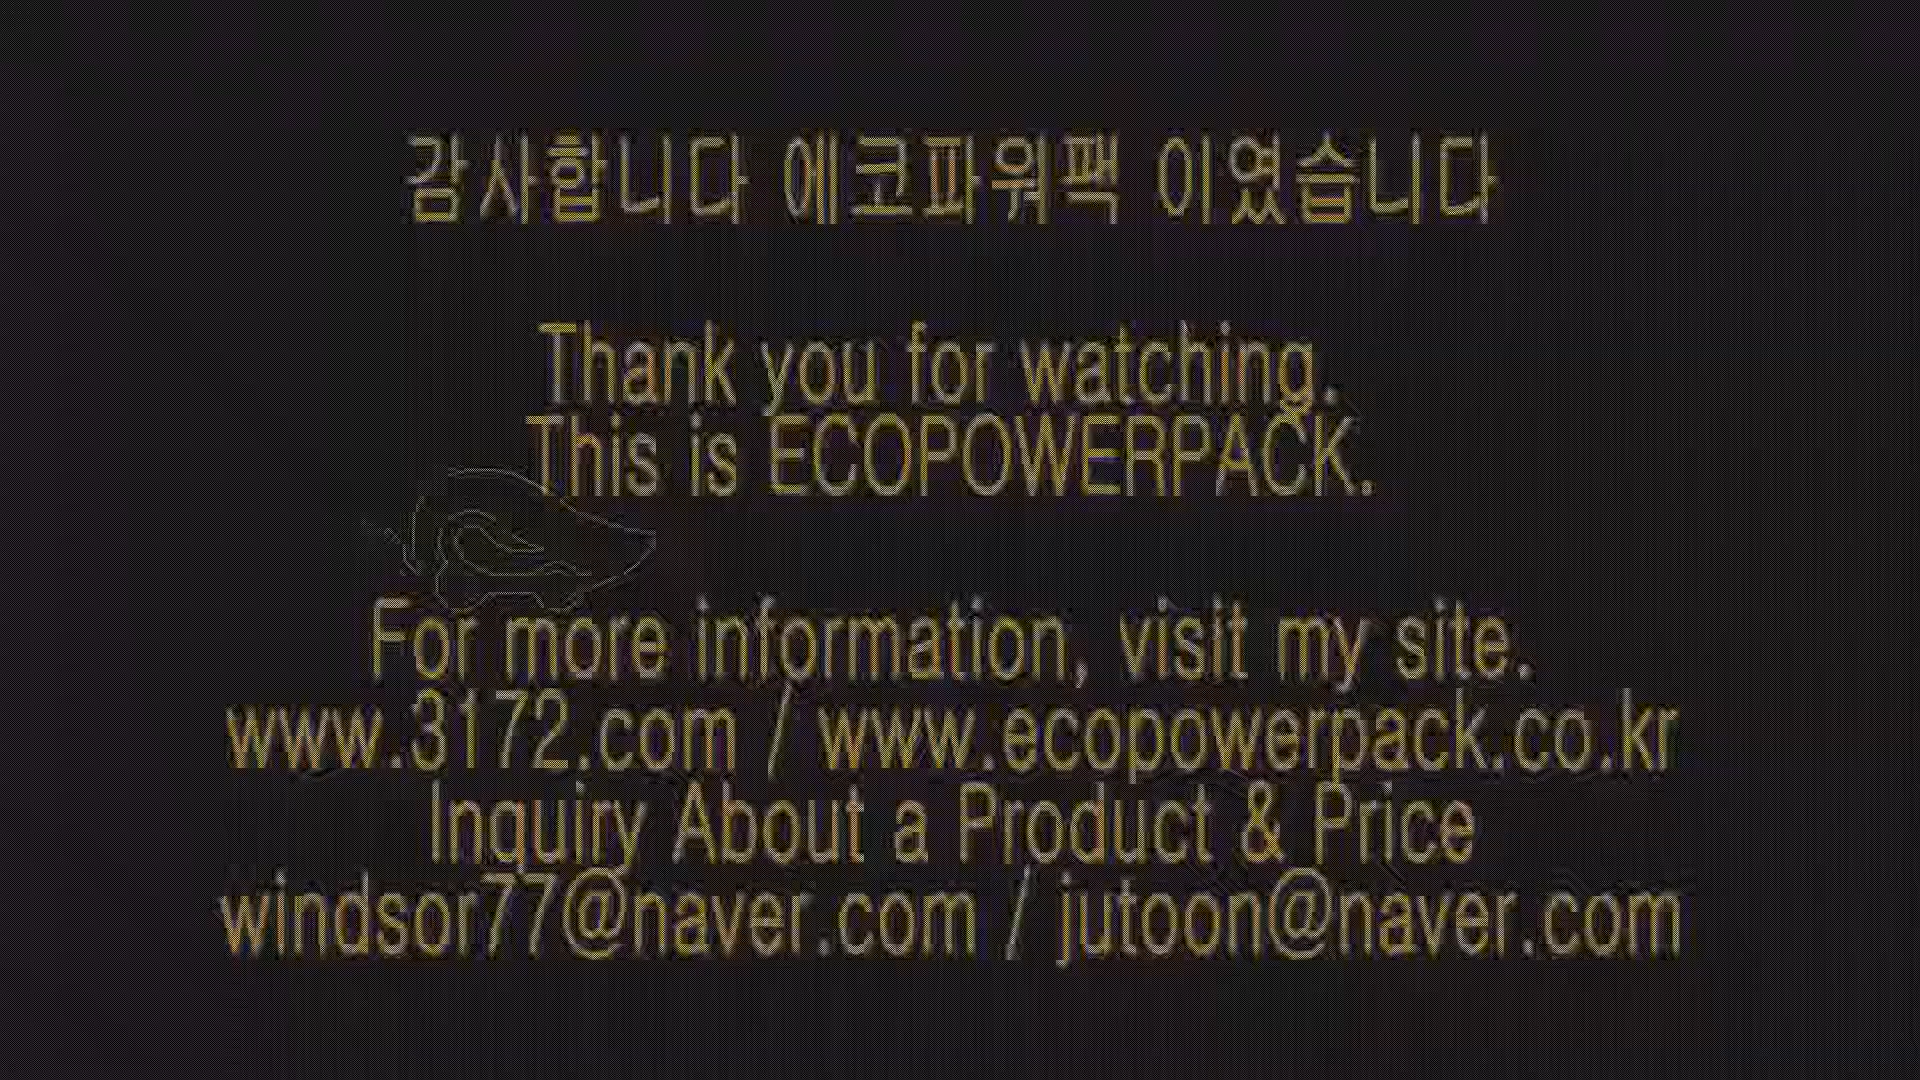 감사합니다 에코파워팩 이였습니다
Thank you for watching.
This is ECOPOWERPACK.
For more information, visit my site.
www.3172.com / www.ecopowerpack.co.kr
Inquiry About a Product & Price
windsor77@naver.com / jutoon@naver.com